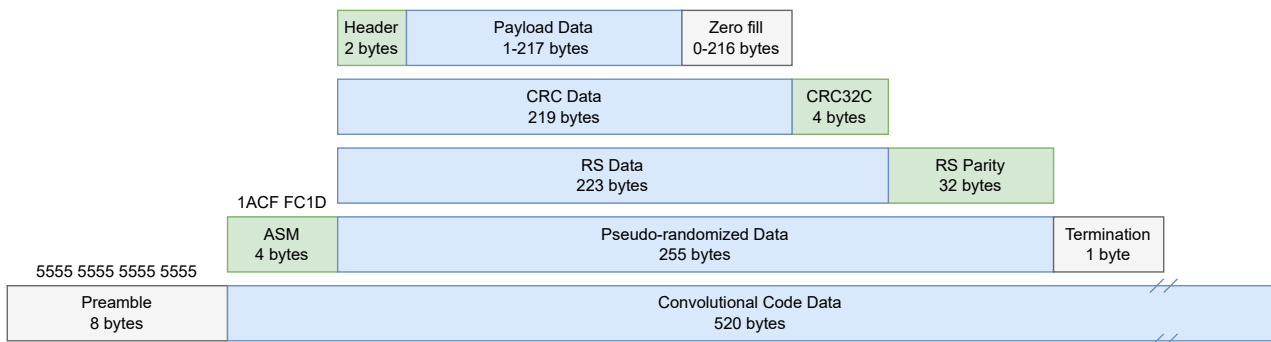 Header
2 bytes
Payload Data
1-217 bytes
Zero fill
0-216 bytes
CRC Data
219 bytes
CRC32C
4 bytes
RS Data
223 bytes
RS Parity
32 bytes
1ACF FC1D
ASM
4 bytes
Pseudo-randomized Data
255 bytes
Termination
1 byte
5555 5555 5555 5555
Preamble
8 bytes
Convolutional Code Data
520 bytes